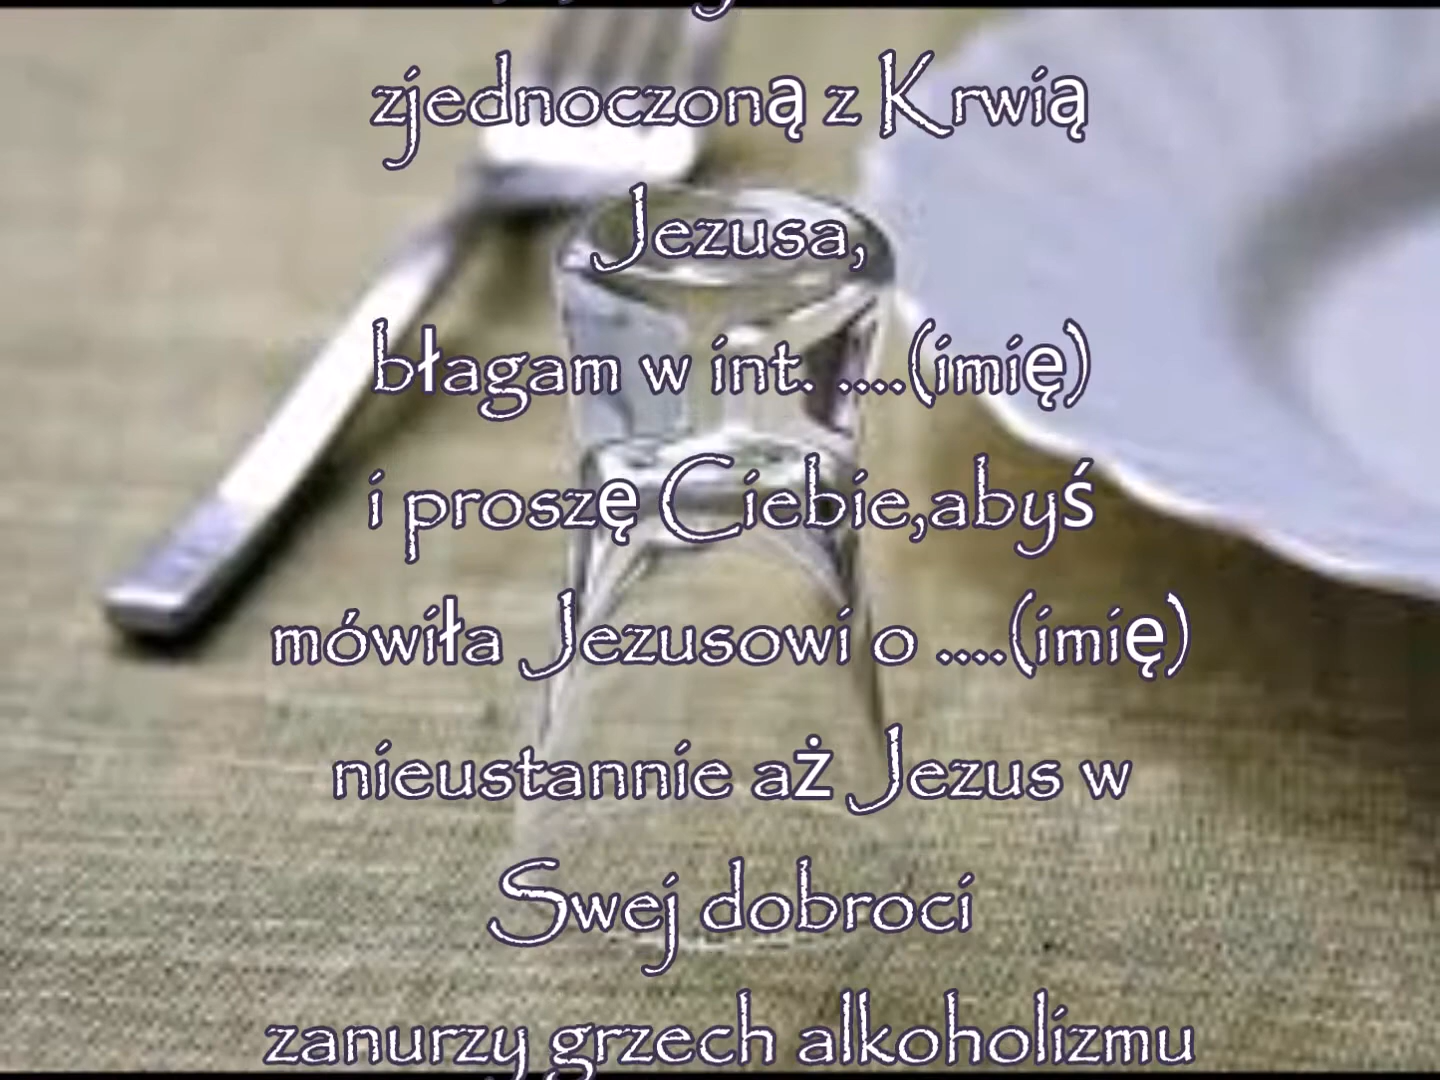 zjednoczoną z Krwią
Jezusa,
błagam w int. ....(imię)
i proszę Ciebie,abyś
mówiła Jezusowi o ....(imię)
nieustannie aż Jezus w
Swej dobroci
zanurzy grzech alkoholizmu